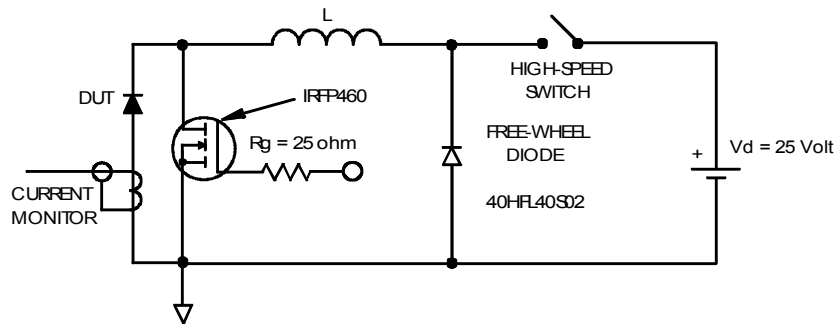 L
HIGH-SPEED
SWITCH
DUT
IRFP460
Rg = 25 ohm
FREE-WHEEL
DIODE
+
Vd = 25 Volt
40HFL40S02
CURRENT
MONITOR